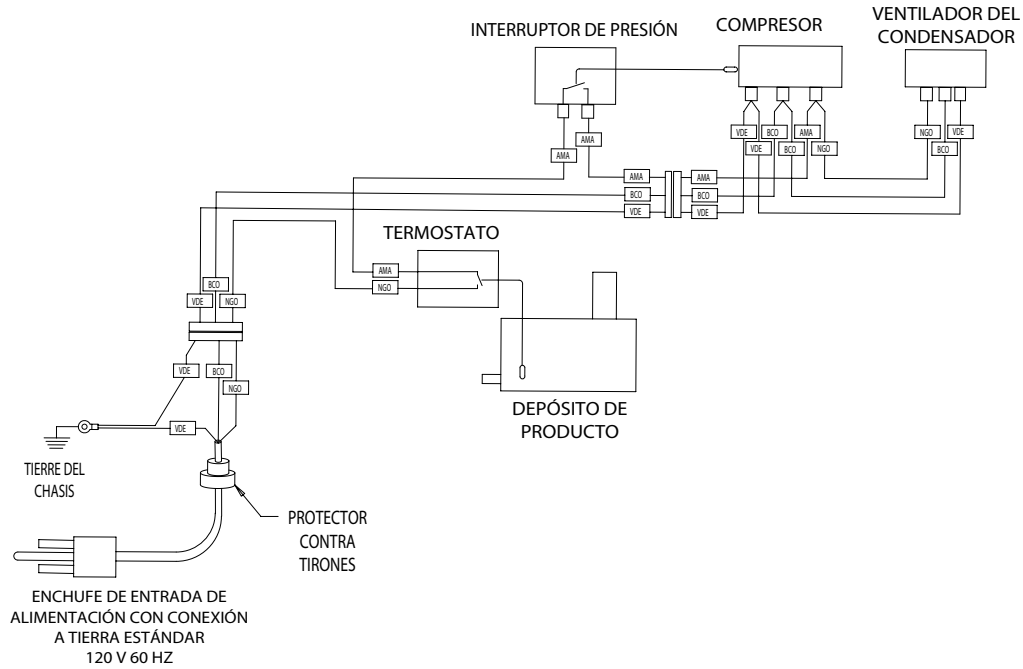 INTERRUPTOR DE PRESIÓN
COMPRESOR
VENTILADOR DEL
CONDENSADOR
VDE
BCO
AMA
NGO
VDE
AMA
VDE
BCO
NGO
BCO
AMA
AMA
AMA
BCO
BCO
VDE
VDE
TERMOSTATO
AMA
NGO
BCO
VDE
NGO
VDE
BCO
NGO
VDE
DEPÓSITO DE
PRODUCTO
TIERRE DEL
CHASIS
PROTECTOR
CONTRA
TIRONES
ENCHUFE DE ENTRADA DE
ALIMENTACIÓN CON CONEXIÓN
A TIERRA ESTÁNDAR
120 V 60 HZ